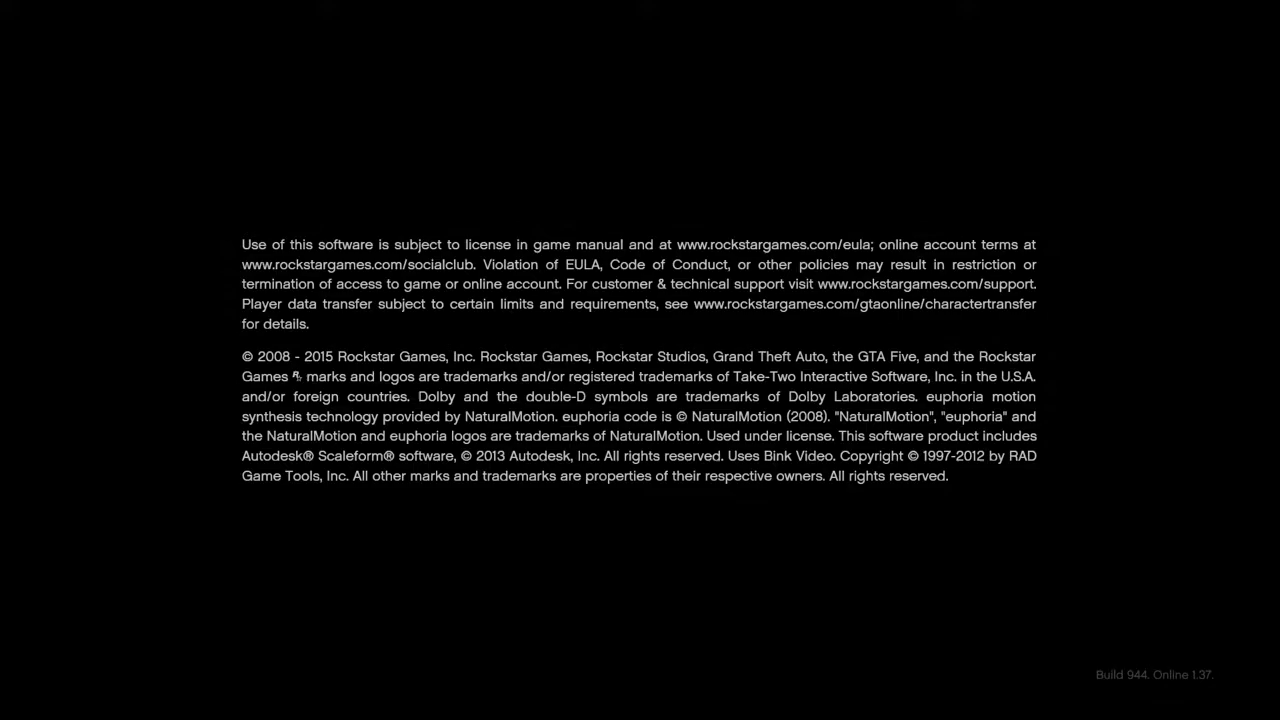 Use of this software is subject to license in game manual and at www.rockstargames.com/eula; online account terms at
www.rockstargames.com/socialclub. Violation of EULA, Code of Conduct, or other policies may result in restriction or
termination of access to game or online account. For customer & technical support visit www.rockstargames.com/support.
Player data transfer subject to certain limits and requirements, see www.rockstargames.com/gtaonline/charactertransfer
for details.
© 2008 - 2015 Rockstar Games, Inc. Rockstar Games, Rockstar Studios, Grand Theft Auto, the GTA Five, and the Rockstar
Games R* marks and logos are trademarks and/or registered trademarks of Take-Two Interactive Software, Inc. in the U.S.A.
and/or foreign countries. Dolby and the double-D symbols are trademarks of Dolby Laboratories. euphoria motion
synthesis technology provided by NaturalMotion. euphoria code is © NaturalMotion (2008). "NaturalMotion", "euphoria" and
the NaturalMotion and euphoria logos are trademarks of NaturalMotion. Used under license. This software product includes
Autodesk® Scaleform® software, © 2013 Autodesk, Inc. All rights reserved. Uses Bink Video. Copyright © 1997-2012 by RAD
Game Tools, Inc. All other marks and trademarks are properties of their respective owners. All rights reserved.
Build 944. Online 1.37.